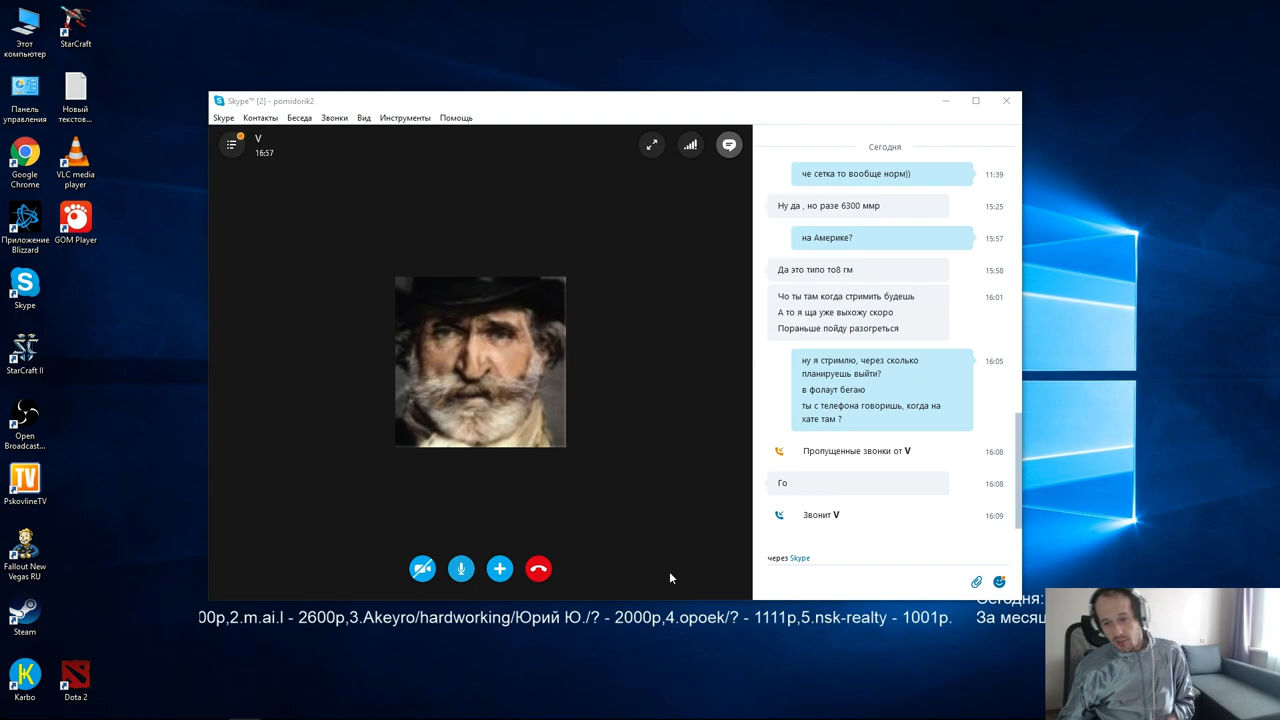 Этот
компьютер
StarCraft
Панель
управления
Новый
текстов...
Google
Chrome
VLC media
player
Приложение
Blizzard
GOM Player
Skype
StarCraft II
Open
Broadcast...
PskovlineTV
Fallout New
Vegas RU
Steam
Karbo
Dota 2
Skype™ [2] - pomidorik2
Skype Контакты Беседа Звонки Вид Инструменты Помощь
V
16:57
Сегодня
че сетка то вообще норм)) 11:39
Ну да , но разе 6300 ммр 15:25
на Америке? 15:57
Да это типо то8 гм 15:58
Чо ты там когда стримить будешь 16:01
А то я ща уже выхожу скоро
Пораньше пойду разогреться
ну я стримлю, через сколько 16:05
планируешь выйти?
в фолаут бегаю
ты с телефона говоришь, когда на
хате там ?
Пропущенные звонки от V 16:08
Го 16:08
Звонит V 16:09
через Skype
Сегодня:
00р,2.m.ai.l - 2600р,3.Akeyro/hardworking/Юрий Ю./? - 2000р,4.opoek/? - 1111р,5.nsk-realty - 1001р. За месяц